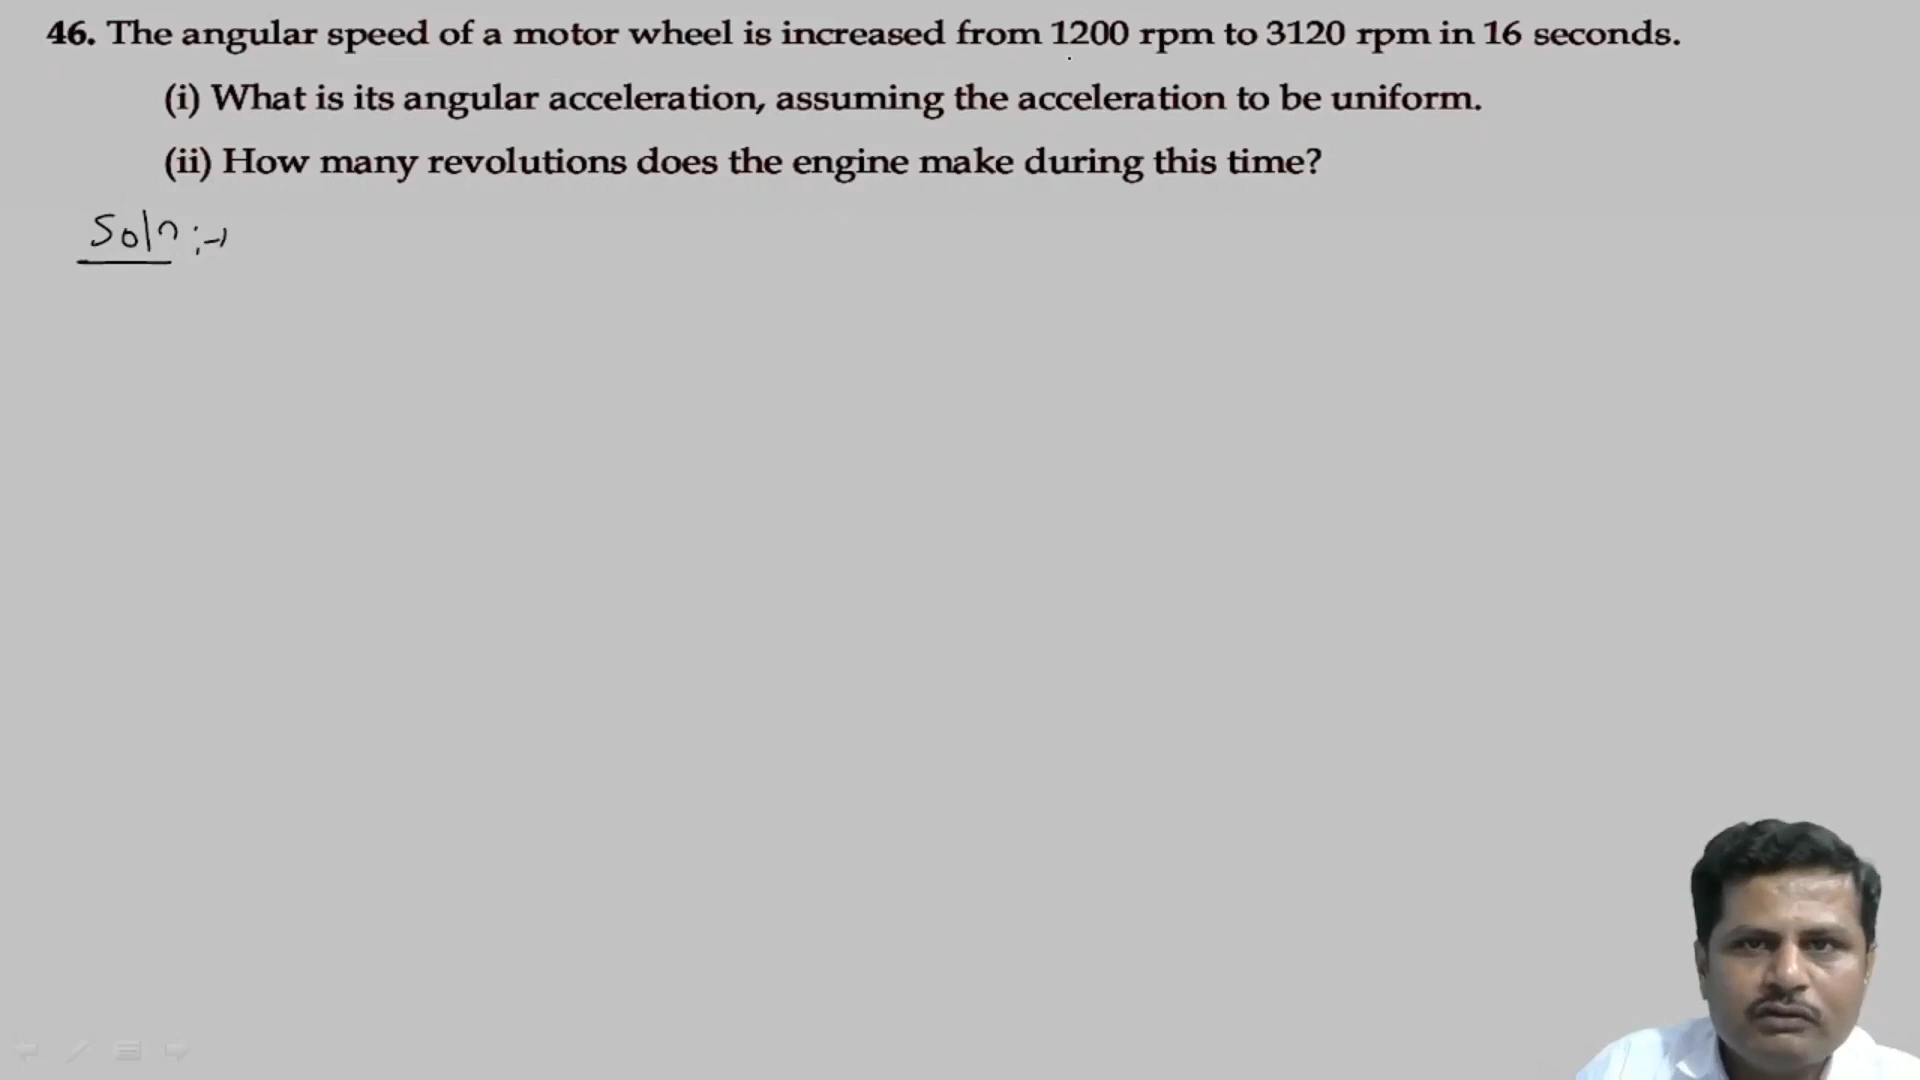 46. The angular speed of a motor wheel is increased from 1200 rpm to 3120 rpm in 16 seconds.
(i) What is its angular acceleration, assuming the acceleration to be uniform.
(ii) How many revolutions does the engine make during this time?
Soln :→